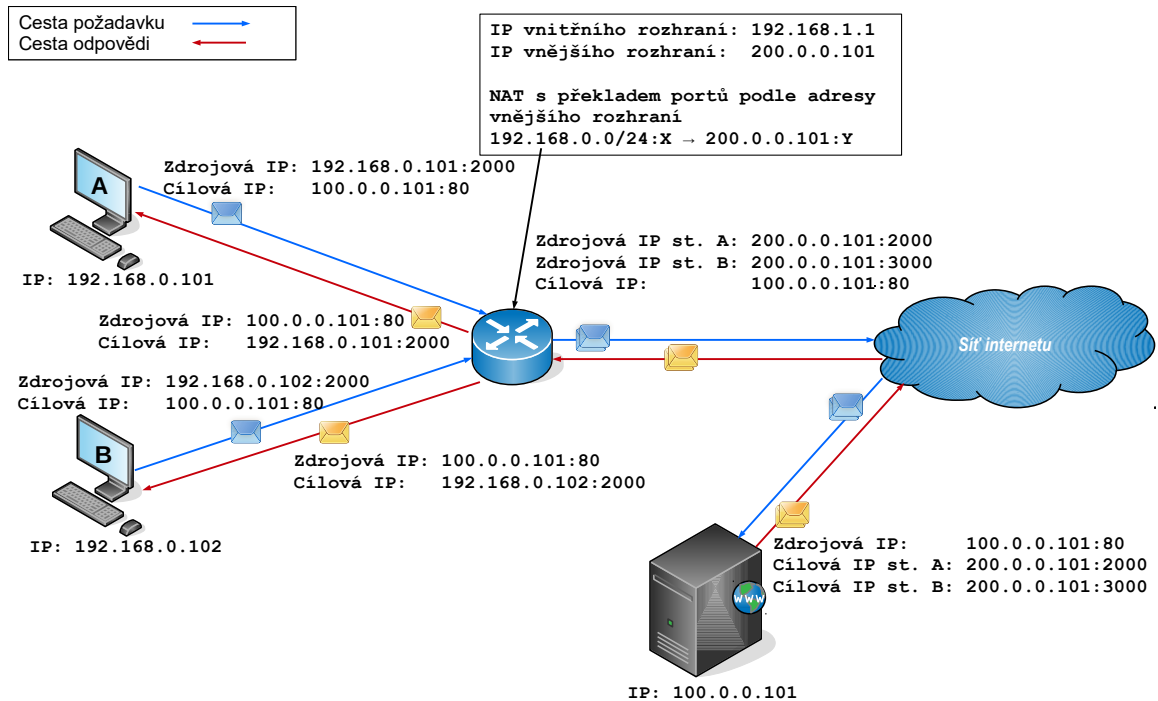 Cesta požadavku
Cesta odpovědi
IP vnitřního rozhraní: 192.168.1.1
IP vnějšího rozhraní: 200.0.0.101
NAT s překladem portů podle adresy
vnějšího rozhraní
192.168.0.0/24:X → 200.0.0.101:Y
Zdrojová IP: 192.168.0.101:2000
Cílová IP: 100.0.0.101:80
A
IP: 192.168.0.101
Zdrojová IP st. A: 200.0.0.101:2000
Zdrojová IP st. B: 200.0.0.101:3000
Cílová IP: 100.0.0.101:80
Zdrojová IP: 100.0.0.101:80
Cílová IP: 192.168.0.101:2000
Síť internetu
Zdrojová IP: 192.168.0.102:2000
Cílová IP: 100.0.0.101:80
B
Zdrojová IP: 100.0.0.101:80
Cílová IP: 192.168.0.102:2000
IP: 192.168.0.102
Zdrojová IP: 100.0.0.101:80
Cílová IP st. A: 200.0.0.101:2000
Cílová IP st. B: 200.0.0.101:3000
www
IP: 100.0.0.101